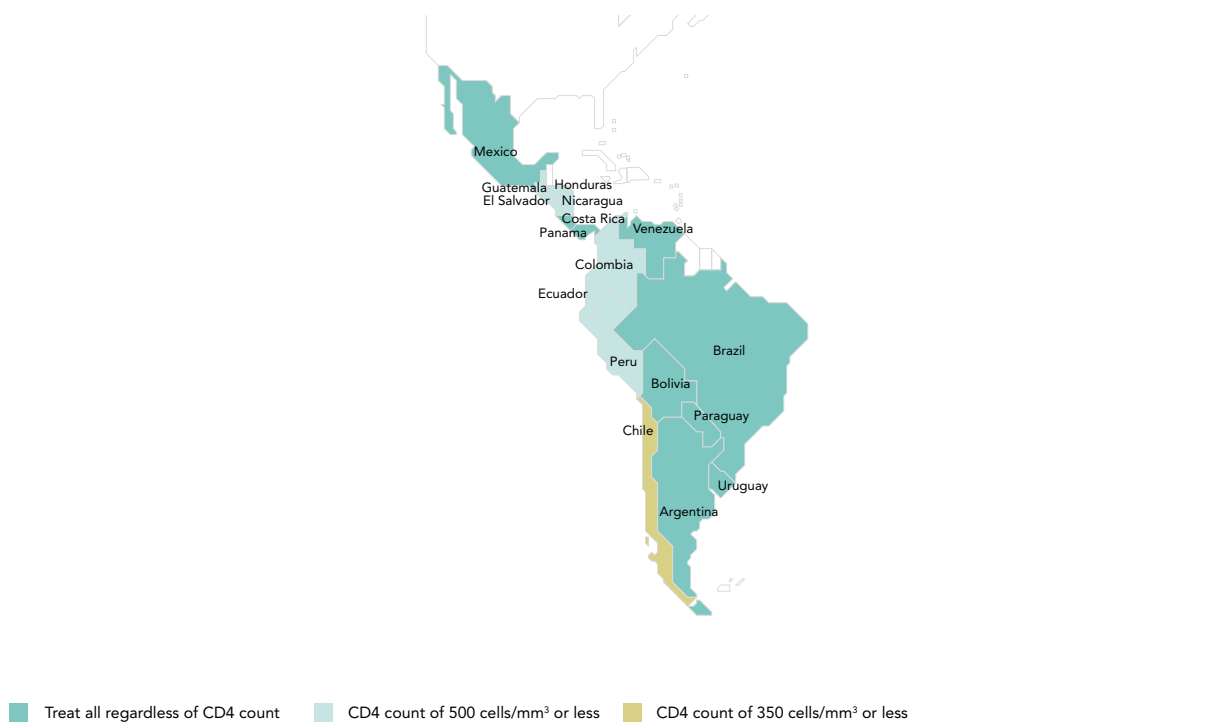 Mexico
Guatemala
Honduras
El Salvador
Nicaragua
Costa Rica
Panama
Venezuela
Colombia
Ecuador
Brazil
Peru
Bolivia
Paraguay
Chile
Uruguay
Argentina
Treat all regardless of CD4 count
CD4 count of 500 cells/mm³ or less
CD4 count of 350 cells/mm³ or less